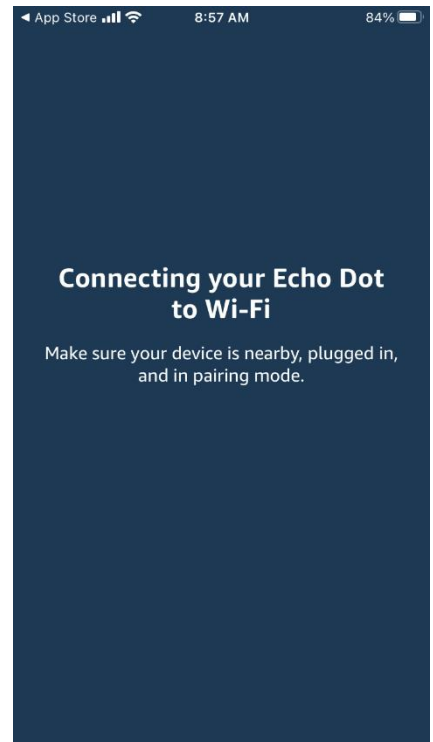 ◀ App Store 8:57 AM 84%
Connecting your Echo Dot
to Wi-Fi
Make sure your device is nearby, plugged in,
and in pairing mode.